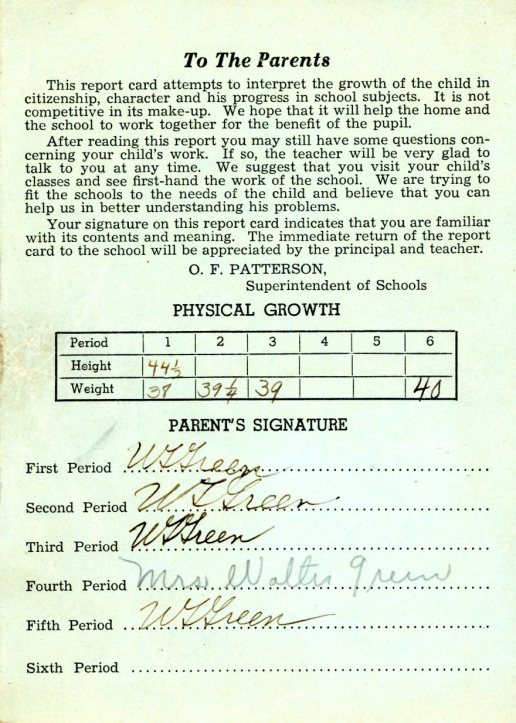 To The Parents
This report card attempts to interpret the growth of the child in
citizenship, character and his progress in school subjects. It is not
competitive in its make-up. We hope that it will help the home and
the school to work together for the benefit of the pupil.
After reading this report you may still have some questions con-
cerning your child's work. If so, the teacher will be very glad to
talk to you at any time. We suggest that you visit your child's
classes and see first-hand the work of the school. We are trying to
fit the schools to the needs of the child and believe that you can
help us in better understanding his problems.
Your signature on this report card indicates that you are familiar
with its contents and meaning. The immediate return of the report
card to the school will be appreciated by the principal and teacher.
O. F. PATTERSON,
Superintendent of Schools
PHYSICAL GROWTH
Period 1 2 3 4 5 6
Height 44½
Weight 39¼ 39 40
PARENT'S SIGNATURE
First Period Green
Second Period Green
Third Period Green
Fourth Period Mrs Walter Green
Fifth Period Green
Sixth Period